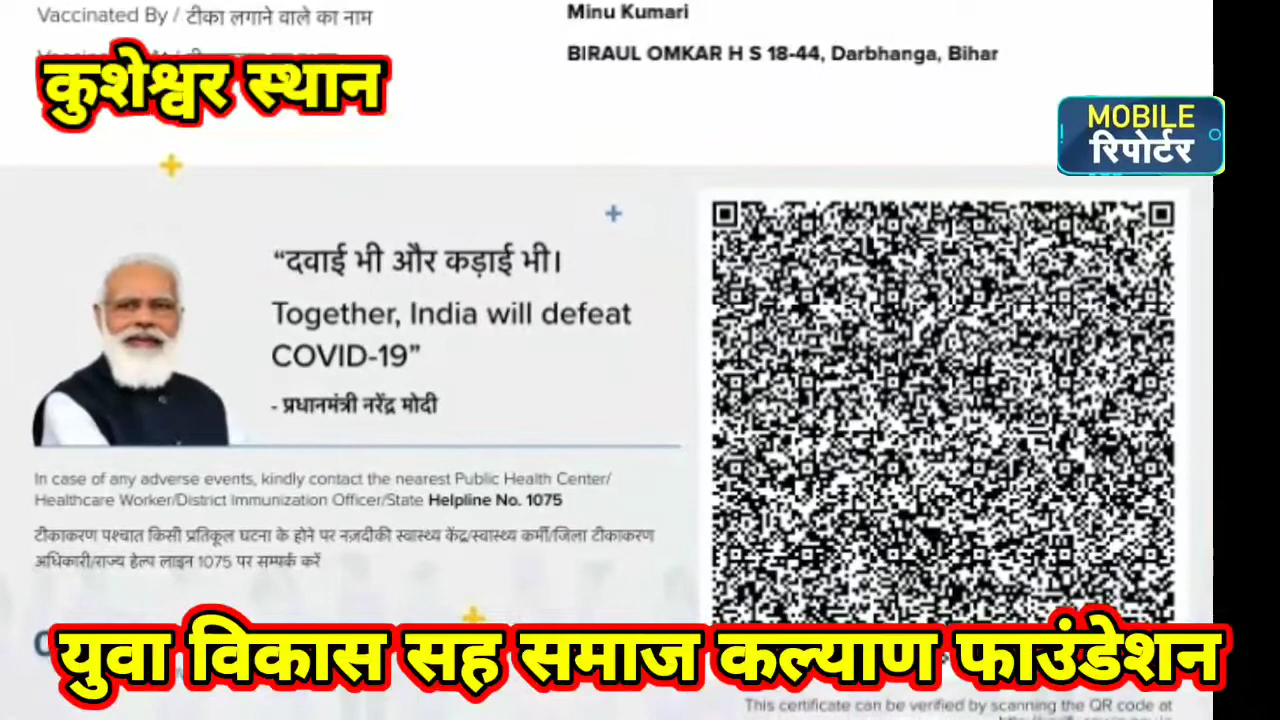 Vaccinated By / टीका लगाने वाले का नाम
Minu Kumari
BIRAUL OMKAR H S 18-44, Darbhanga, Bihar
कुशेश्वर स्थान
MOBILE
रिपोर्टर
“दवाई भी और कड़ाई भी।
Together, India will defeat
COVID-19”
- प्रधानमंत्री नरेंद्र मोदी
In case of any adverse events, kindly contact the nearest Public Health Center/
Healthcare Worker/District Immunization Officer/State Helpline No. 1075
टीकाकरण पश्चात किसी प्रतिकूल घटना के होने पर नज़दीकी स्वास्थ्य केंद्र/स्वास्थ्य कर्मी/जिला टीकाकरण
अधिकारी/राज्य हेल्प लाइन 1075 पर सम्पर्क करें
युवा विकास सह समाज कल्याण फाउंडेशन
This certificate can be verified by scanning the QR code at